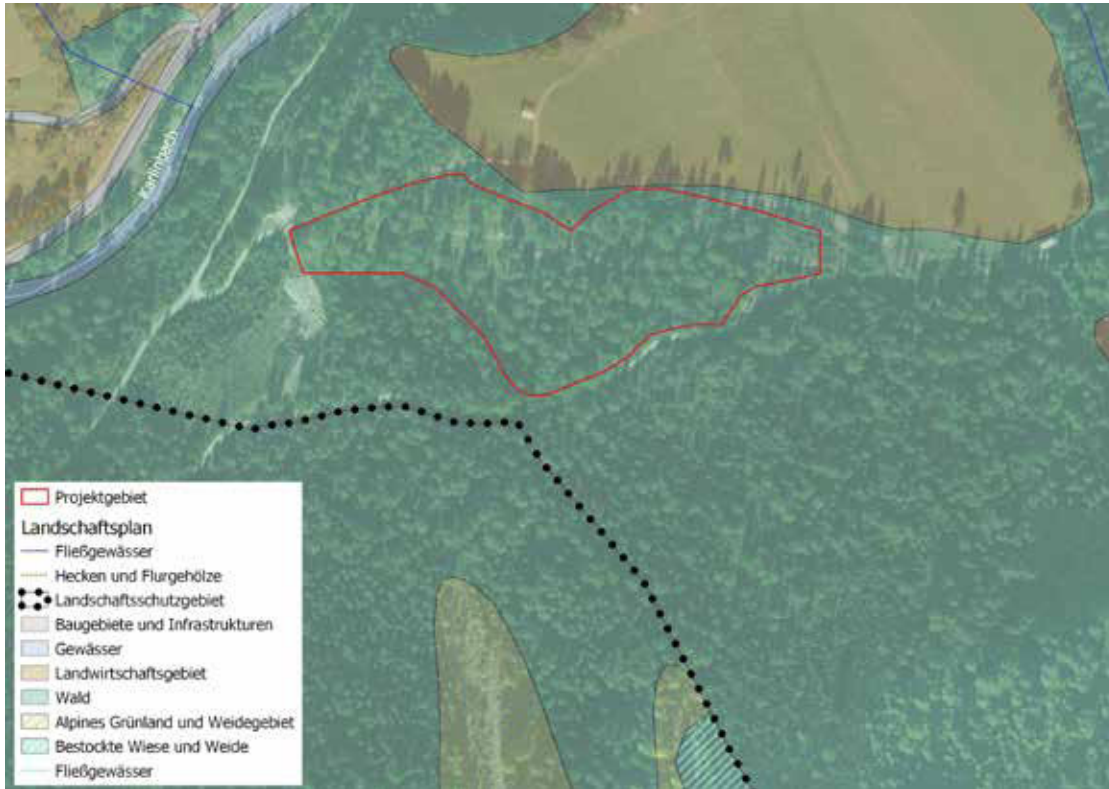 Karlinbach
Projektgebiet
Landschaftsplan
Fließgewässer
Hecken und Flurgehölze
Landschaftsschutzgebiet
Baugebiete und Infrastrukturen
Gewässer
Landwirtschaftsgebiet
Wald
Alpines Grünland und Weidegebiet
Bestockte Wiese und Weide
Fließgewässer